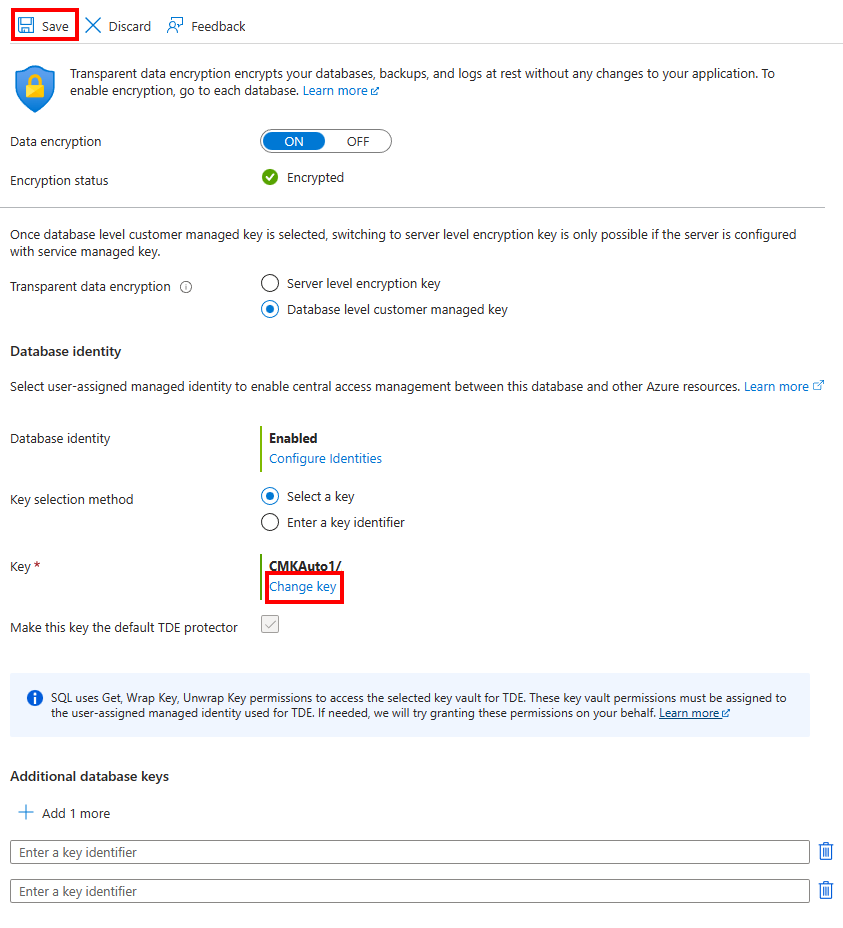 Save Discard Feedback
Transparent data encryption encrypts your databases, backups, and logs at rest without any changes to your application. To
enable encryption, go to each database. Learn more
Data encryption ON OFF
Encryption status Encrypted
Once database level customer managed key is selected, switching to server level encryption key is only possible if the server is configured
with service managed key.
Transparent data encryption Server level encryption key
Database level customer managed key
Database identity
Select user-assigned managed identity to enable central access management between this database and other Azure resources. Learn more
Database identity Enabled
Configure Identities
Key selection method Select a key
Enter a key identifier
Key * CMKAuto1/
Change key
Make this key the default TDE protector
SQL uses Get, Wrap Key, Unwrap Key permissions to access the selected key vault for TDE. These key vault permissions must be assigned to
the user-assigned managed identity used for TDE. If needed, we will try granting these permissions on your behalf. Learn more
Additional database keys
Add 1 more
Enter a key identifier
Enter a key identifier